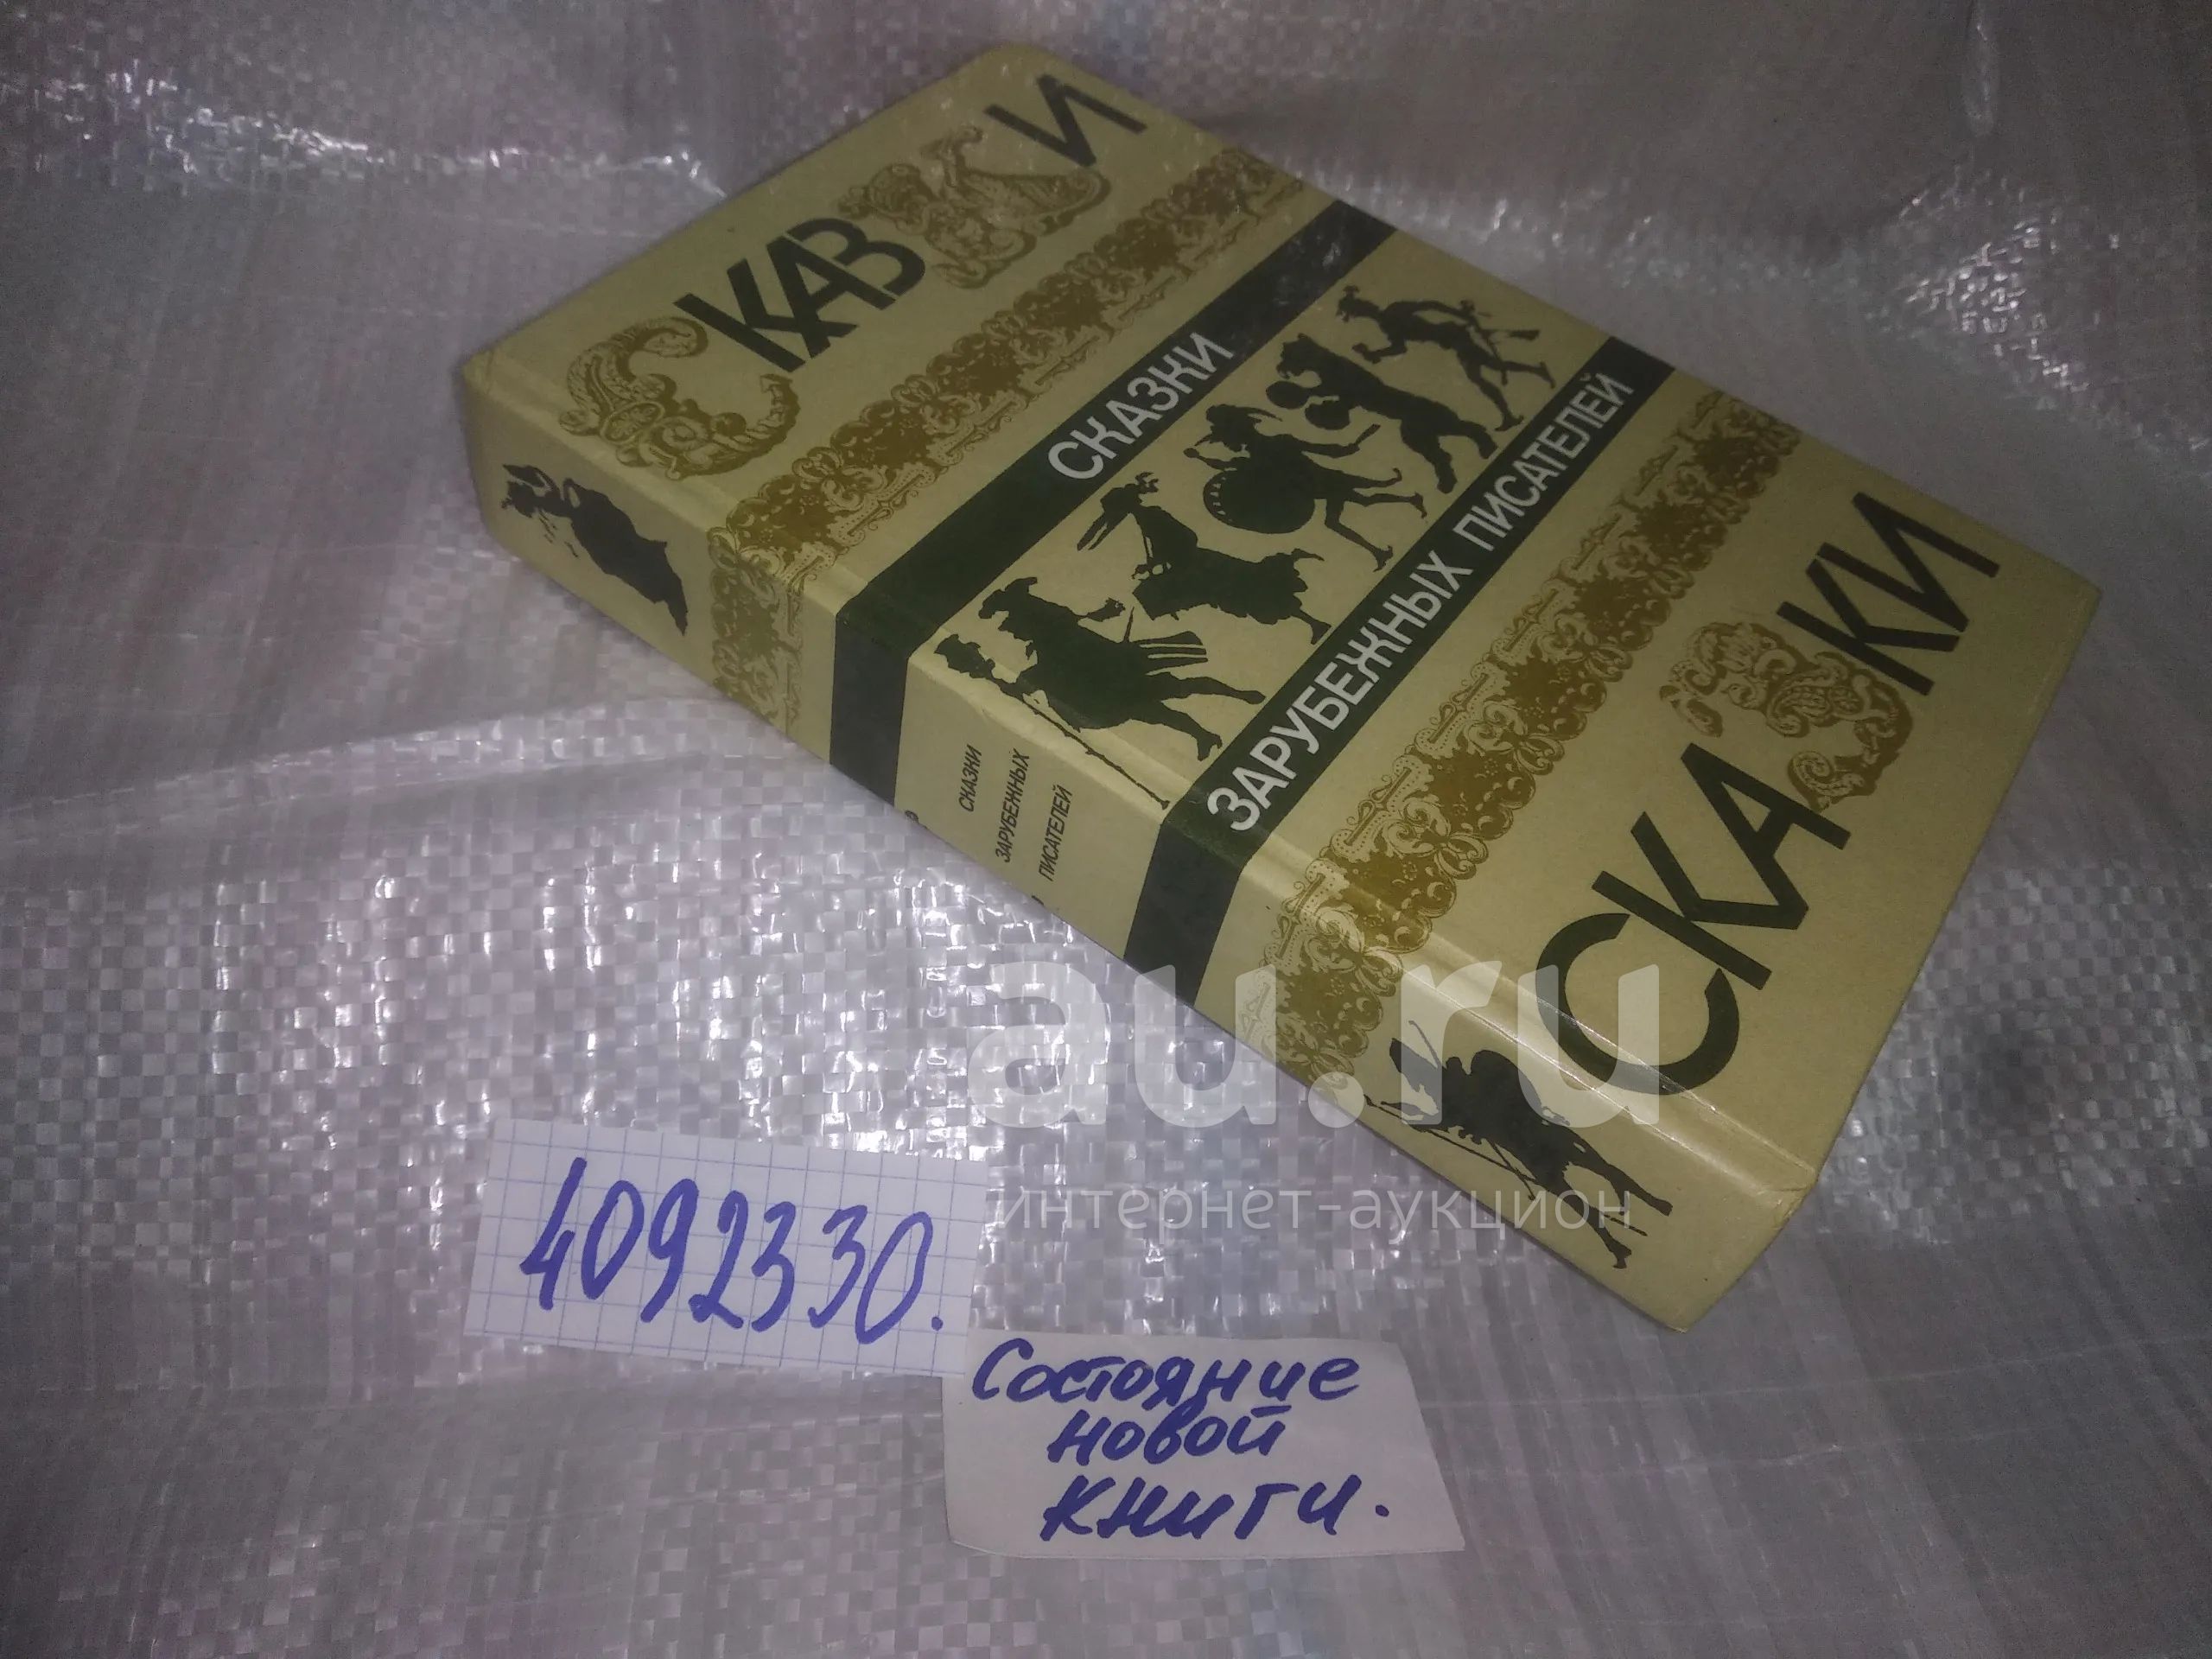 СКАЗКИ
СКАЗКИ
ЗАРУБЕЖНЫХ ПИСАТЕЛЕЙ
СКАЗКИ
СКАЗКИ
ЗАРУБЕЖНЫХ
ПИСАТЕЛЕЙ
au.ru
интернет-аукцион
4092330.
Состояние
новой
книги.